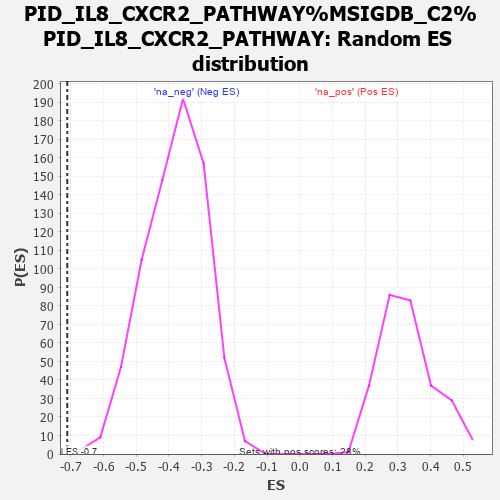 PID_IL8_CXCR2_PATHWAY%MSIGDB_C2%
PID_IL8_CXCR2_PATHWAY: Random ES
distribution
'na_neg' (Neg ES)
'na_pos' (Pos ES)
P(ES)
200
190
180
170
160
150
140
130
120
110
100
90
80
70
60
50
40
30
20
10
0
Sets with pos scores: 28%
-0.7 -0.6 -0.5 -0.4 -0.3 -0.2 -0.1 0.0 0.1 0.2 0.3 0.4 0.5
ES